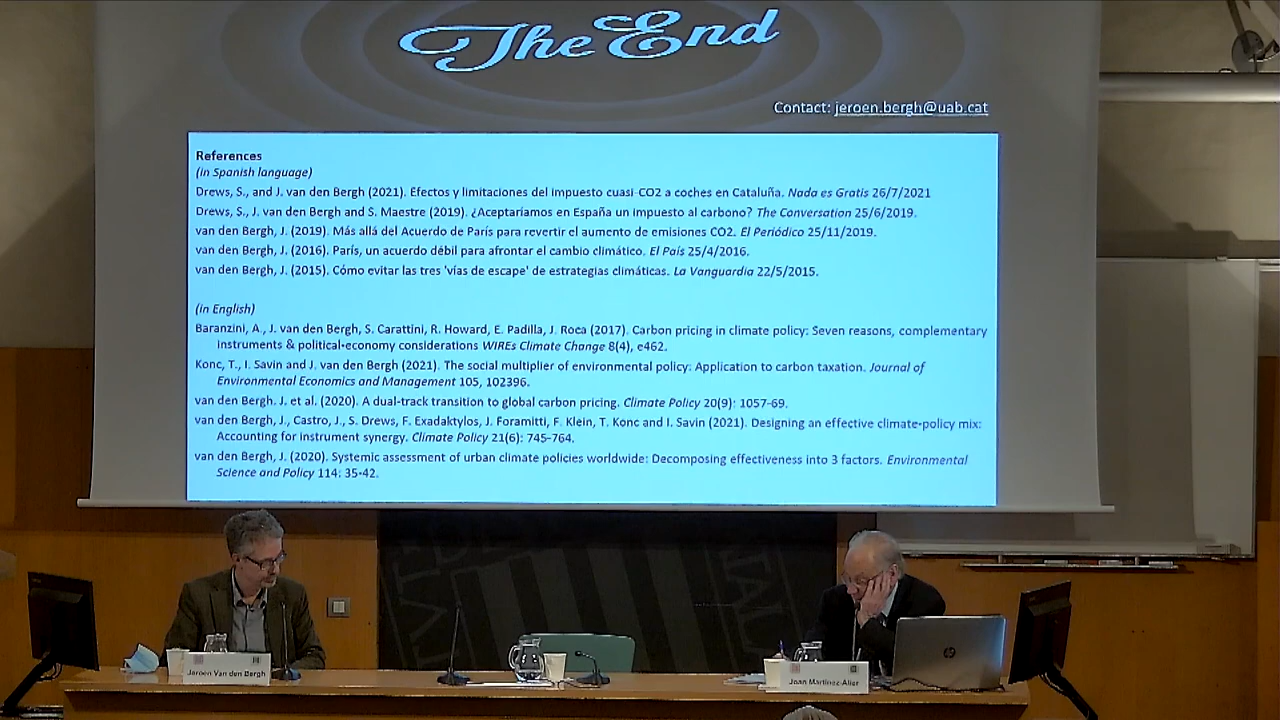 The End
Contact: jeroen.bergh@uab.cat
References
(in Spanish language)
Drews, S., and J. van den Bergh (2021). Efectos y limitaciones del impuesto cuasi-CO2 a coches en Cataluña. Nada es Gratis 26/7/2021
Drews, S., J. van den Bergh and S. Maestre (2019). ¿Aceptaríamos en España un impuesto al carbono? The Conversation 25/6/2019.
van den Bergh, J. (2019). Más allá del Acuerdo de París para revertir el aumento de emisiones CO2. El Periódico 25/11/2019.
van den Bergh, J. (2016). París, un acuerdo débil para afrontar el cambio climático. El País 25/4/2016.
van den Bergh, J. (2015). Cómo evitar las tres 'vías de escape' de estrategias climáticas. La Vanguardia 22/5/2015.
(in English)
Baranzini, A., J. van den Bergh, S. Carattini, R. Howard, E. Padilla, J. Roca (2017). Carbon pricing in climate policy: Seven reasons, complementary
instruments & political-economy considerations WIREs Climate Change 8(4), e462.
Konc, T., I. Savin and J. van den Bergh (2021). The social multiplier of environmental policy: Application to carbon taxation. Journal of
Environmental Economics and Management 105, 102396.
van den Bergh. J. et al. (2020). A dual-track transition to global carbon pricing. Climate Policy 20(9): 1057-69.
van den Bergh, J., Castro, J., S. Drews, F. Exadaktylos, J. Foramitti, F. Klein, T. Konc and I. Savin (2021). Designing an effective climate-policy mix:
Accounting for instrument synergy. Climate Policy 21(6): 745-764.
van den Bergh, J. (2020). Systemic assessment of urban climate policies worldwide: Decomposing effectiveness into 3 factors. Environmental
Science and Policy 114: 35-42.
Jeroen Van den Bergh
Joan Martínez Alier
hp